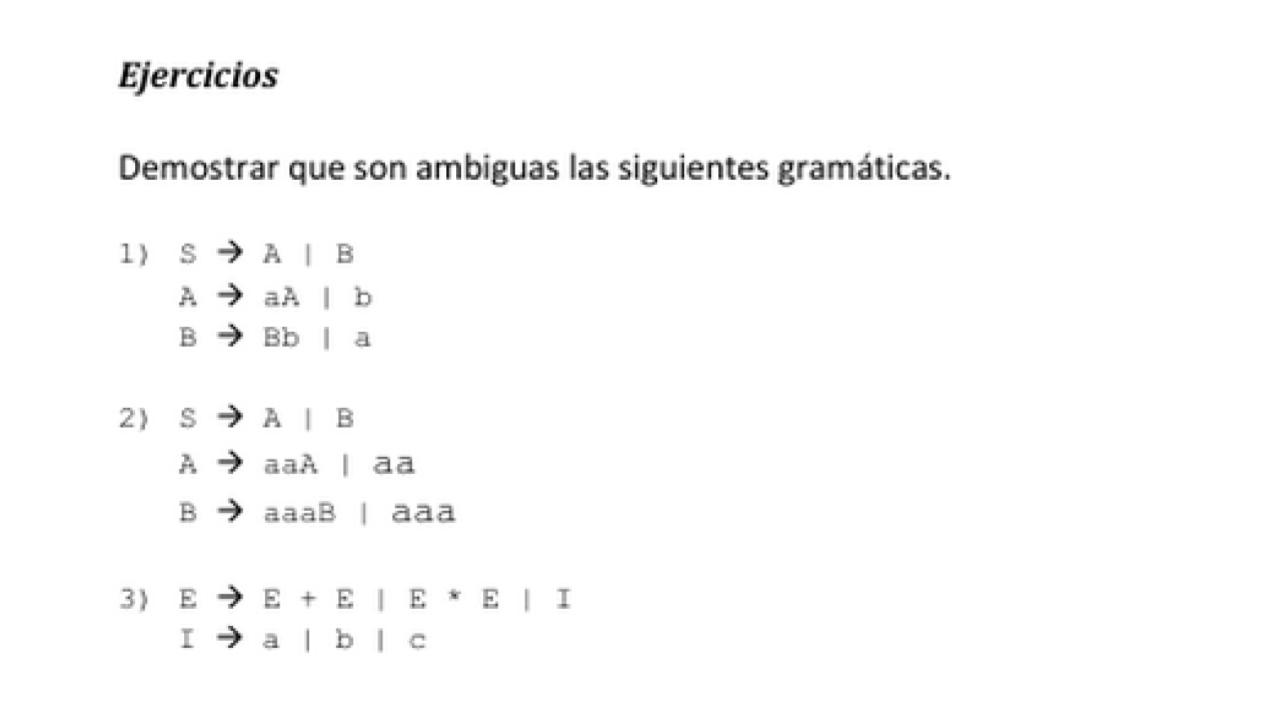 Ejercicios
Demostrar que son ambiguas las siguientes gramáticas.
1) S → A | B
A → aA | b
B → Bb | a
2) S → A | B
A → aaA | aa
B → aaaB | aaa
3) E → E + E | E * E | I
I → a | b | c